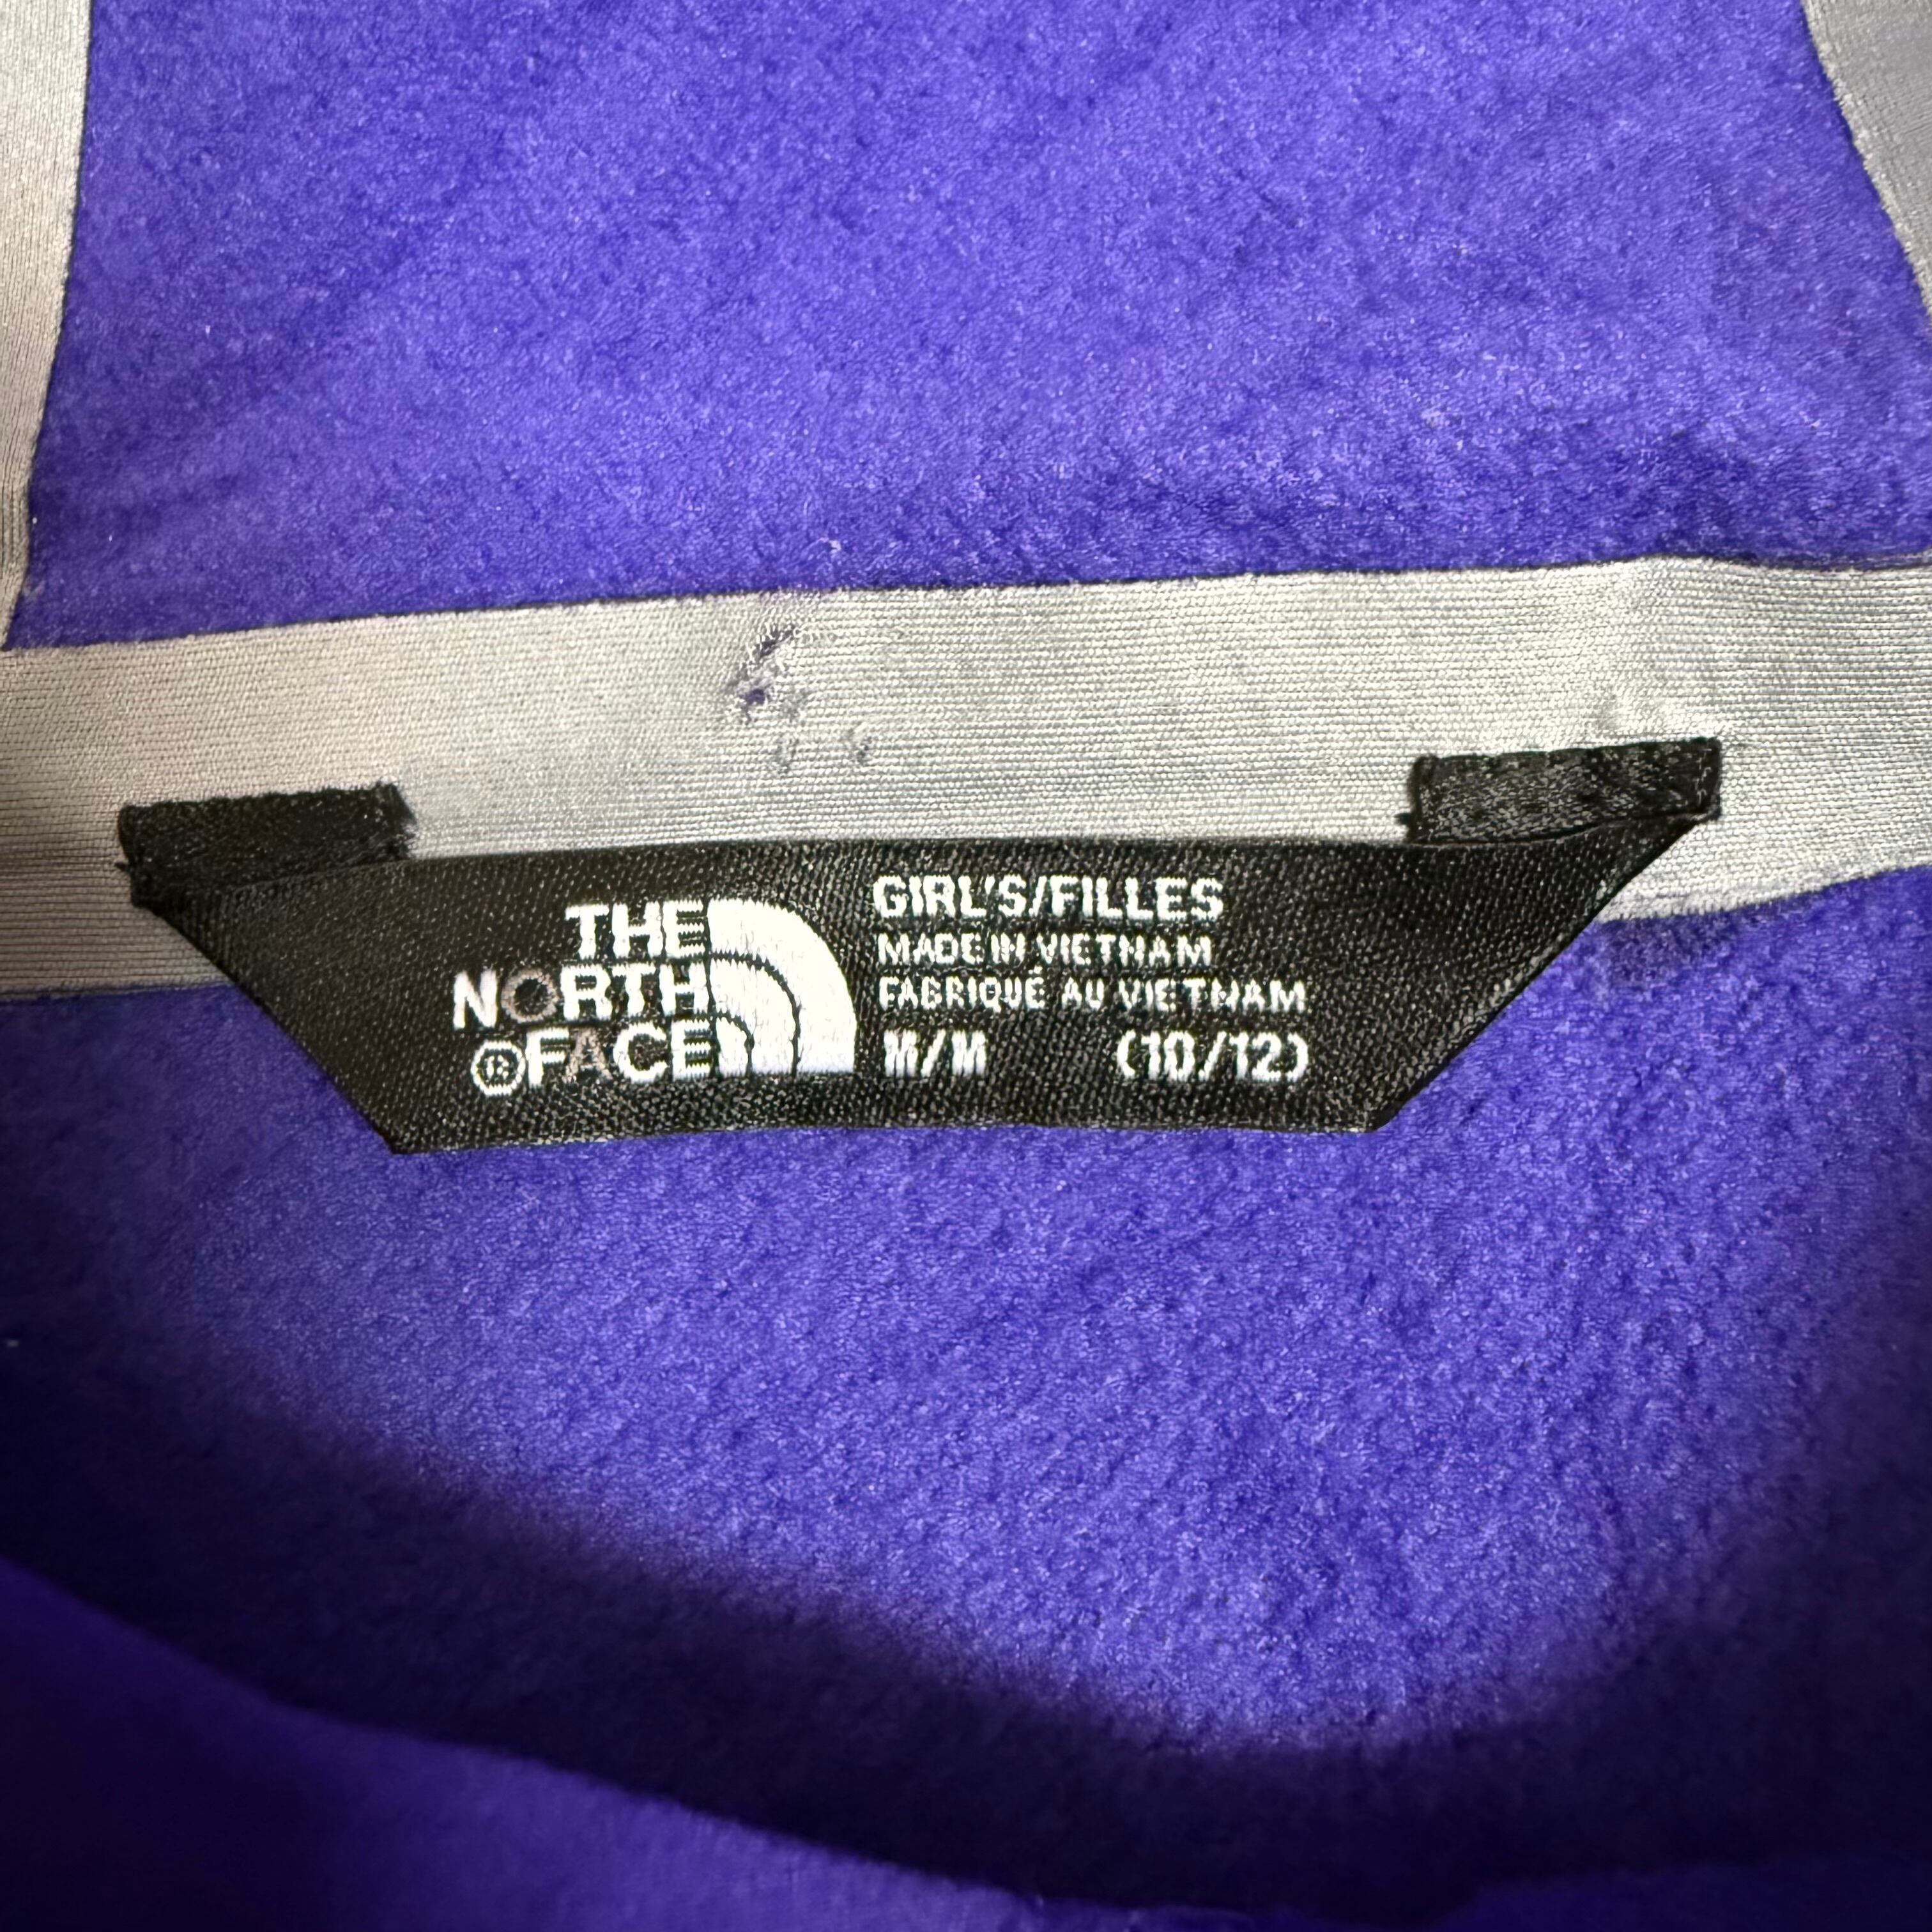 THE
NORTH
®FACE
GIRL'S/FILLES
MADE IN VIETNAM
FABRIQUÉ AU VIETNAM
M/M (10/12)